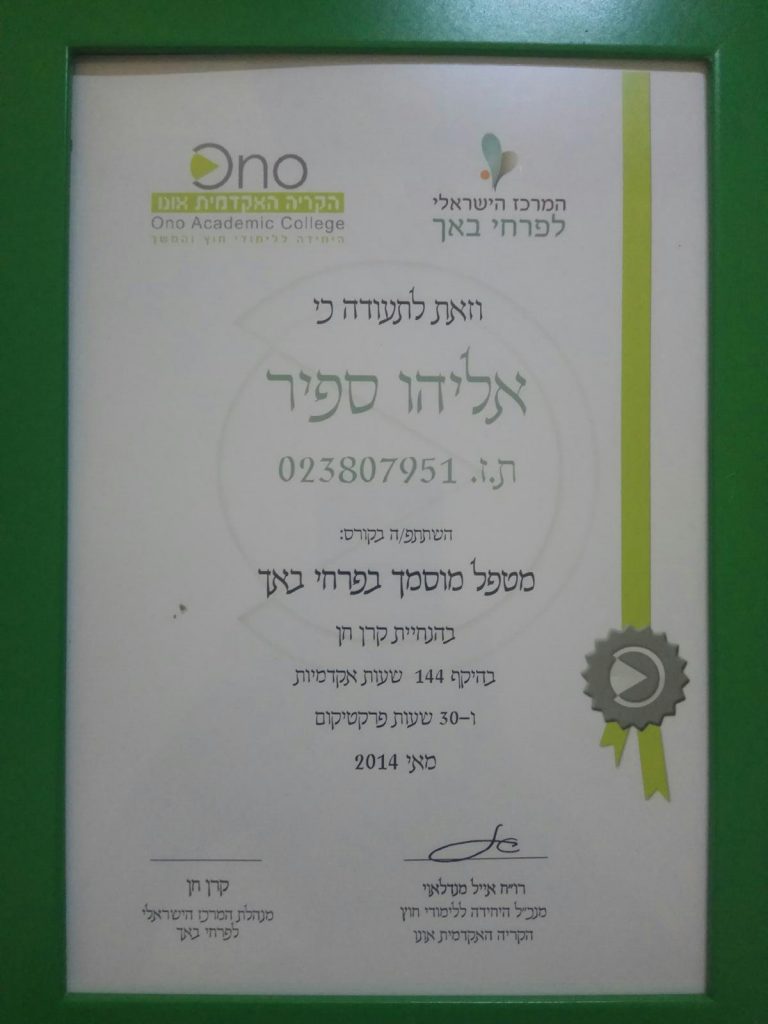 Ono
הקריה האקדמית אונו
Ono Academic College
היחידה ללימודי חוץ והמשך
המרכז הישראלי
לפרחי באך
וזאת לתעודה כי
אליהו ספיר
ת.ז. 023807951
השתתפ/ה בקורס:
מטפל מוסמך בפרחי באך
בהנחיית קרן חן
בהיקף 144 שעות אקדמיות
ו-30 שעות פרקטיקום
מאי 2014
רו״ח אייל מנדלאוי
מנכ״ל היחידה ללימודי חוץ
הקריה האקדמית אונו
קרן חן
מנהלת המרכז הישראלי
לפרחי באך